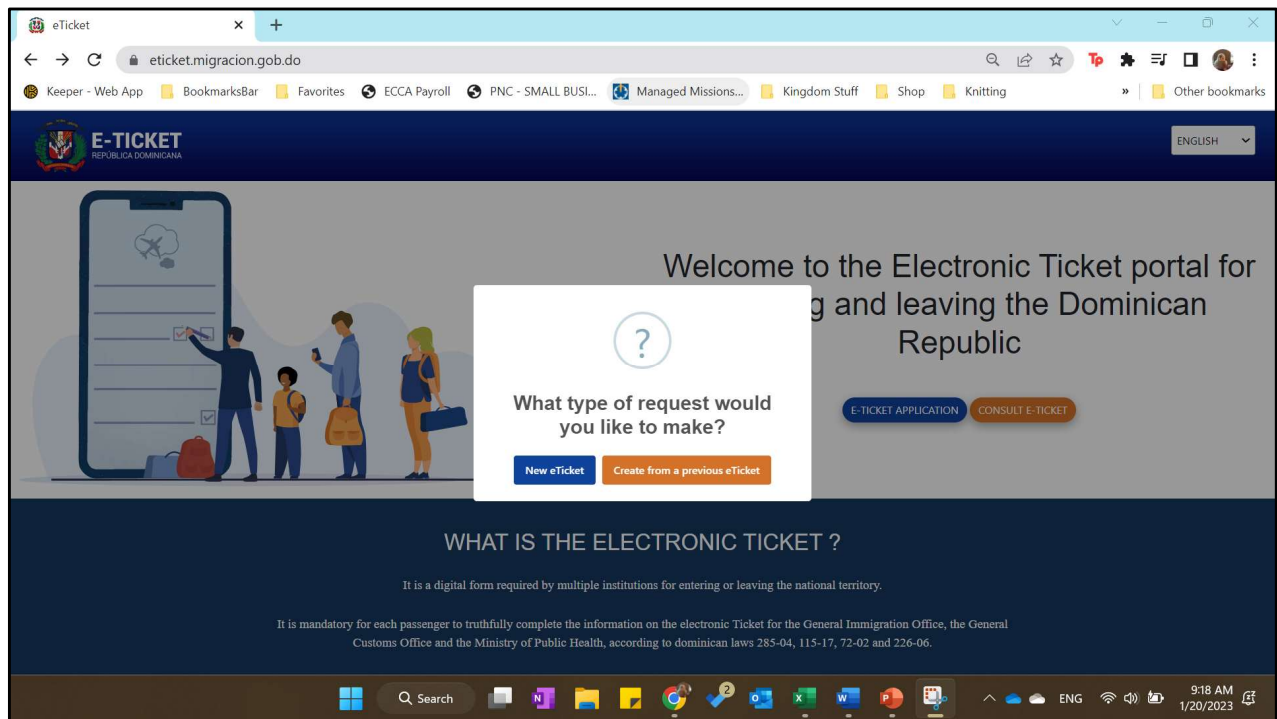 eTicket
eticket.migracion.gob.do
Tp
Keeper - Web App
BookmarksBar
Favorites
ECCA Payroll
PNC - SMALL BUSI...
Managed Missions...
Kingdom Stuff
Shop
Knitting
»
Other bookmarks
E-TICKET
REPÚBLICA DOMINICANA
ENGLISH
Welcome to the Electronic Ticket portal for
g and leaving the Dominican
Republic
?
What type of request would
you like to make?
New eTicket
Create from a previous eTicket
E-TICKET APPLICATION
CONSULT E-TICKET
WHAT IS THE ELECTRONIC TICKET ?
It is a digital form required by multiple institutions for entering or leaving the national territory.
It is mandatory for each passenger to truthfully complete the information on the electronic Ticket for the General Immigration Office, the General
Customs Office and the Ministry of Public Health, according to dominican laws 285-04, 115-17, 72-02 and 226-06.
Search
2
ENG
9:18 AM
1/20/2023